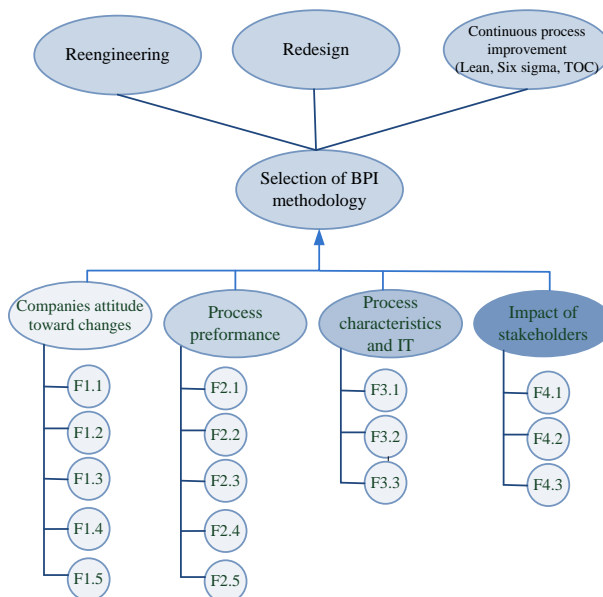 Reengineering
Redesign
Continuous process
improvement
(Lean, Six sigma, TOC)
Selection of BPI
methodology
Companies attitude
toward changes
Process
preformance
Process
characteristics
and IT
Impact of
stakeholders
F1.1
F1.2
F1.3
F1.4
F1.5
F2.1
F2.2
F2.3
F2.4
F2.5
F3.1
F3.2
F3.3
F4.1
F4.2
F4.3